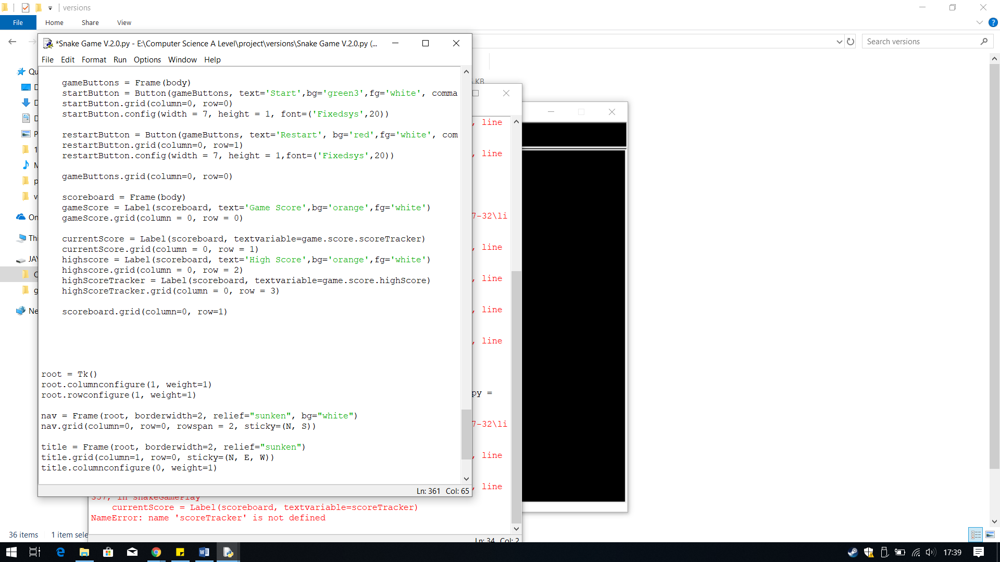 versions
File Home Share View
Search versions
*Snake Game V.2.0.py - E:\Computer Science A Level\project\versions\Snake Game V.2.0.py (...
File Edit Format Run Options Window Help
gameButtons = Frame(body)
startButton = Button(gameButtons, text='Start',bg='green3',fg='white', comma
startButton.grid(column=0, row=0)
startButton.config(width = 7, height = 1, font=('Fixedsys',20))
restartButton = Button(gameButtons, text='Restart', bg='red',fg='white', com
restartButton.grid(column=0, row=1)
restartButton.config(width = 7, height = 1,font=('Fixedsys',20))
gameButtons.grid(column=0, row=0)
scoreboard = Frame(body)
gameScore = Label(scoreboard, text='Game Score',bg='orange',fg='white')
gameScore.grid(column = 0, row = 0)
currentScore = Label(scoreboard, textvariable=game.score.scoreTracker)
currentScore.grid(column = 0, row = 1)
highscore = Label(scoreboard, text='High Score',bg='orange',fg='white')
highscore.grid(column = 0, row = 2)
highScoreTracker = Label(scoreboard, textvariable=game.score.highScore)
highScoreTracker.grid(column = 0, row = 3)
scoreboard.grid(column=0, row=1)
root = Tk()
root.columnconfigure(1, weight=1)
root.rowconfigure(1, weight=1)
nav = Frame(root, borderwidth=2, relief="sunken", bg="white")
nav.grid(column=0, row=0, rowspan = 2, sticky=(N, S))
title = Frame(root, borderwidth=2, relief="sunken")
title.grid(column=1, row=0, sticky=(N, E, W))
title.columnconfigure(0, weight=1)
Ln: 361 Col: 65
Qu
D
D
D
P
1
M
p
v
On
Thi
JAY
C
g
Ne
KB
, line
, line
7-32\li
, line
, line
, line
, line
py =
7-32\li
, line
, line
357, in snakeGamePlay
currentScore = Label(scoreboard, textvariable=scoreTracker)
NameError: name 'scoreTracker' is not defined
Ln: 34 Col: 2
36 items 1 item sele
17:39